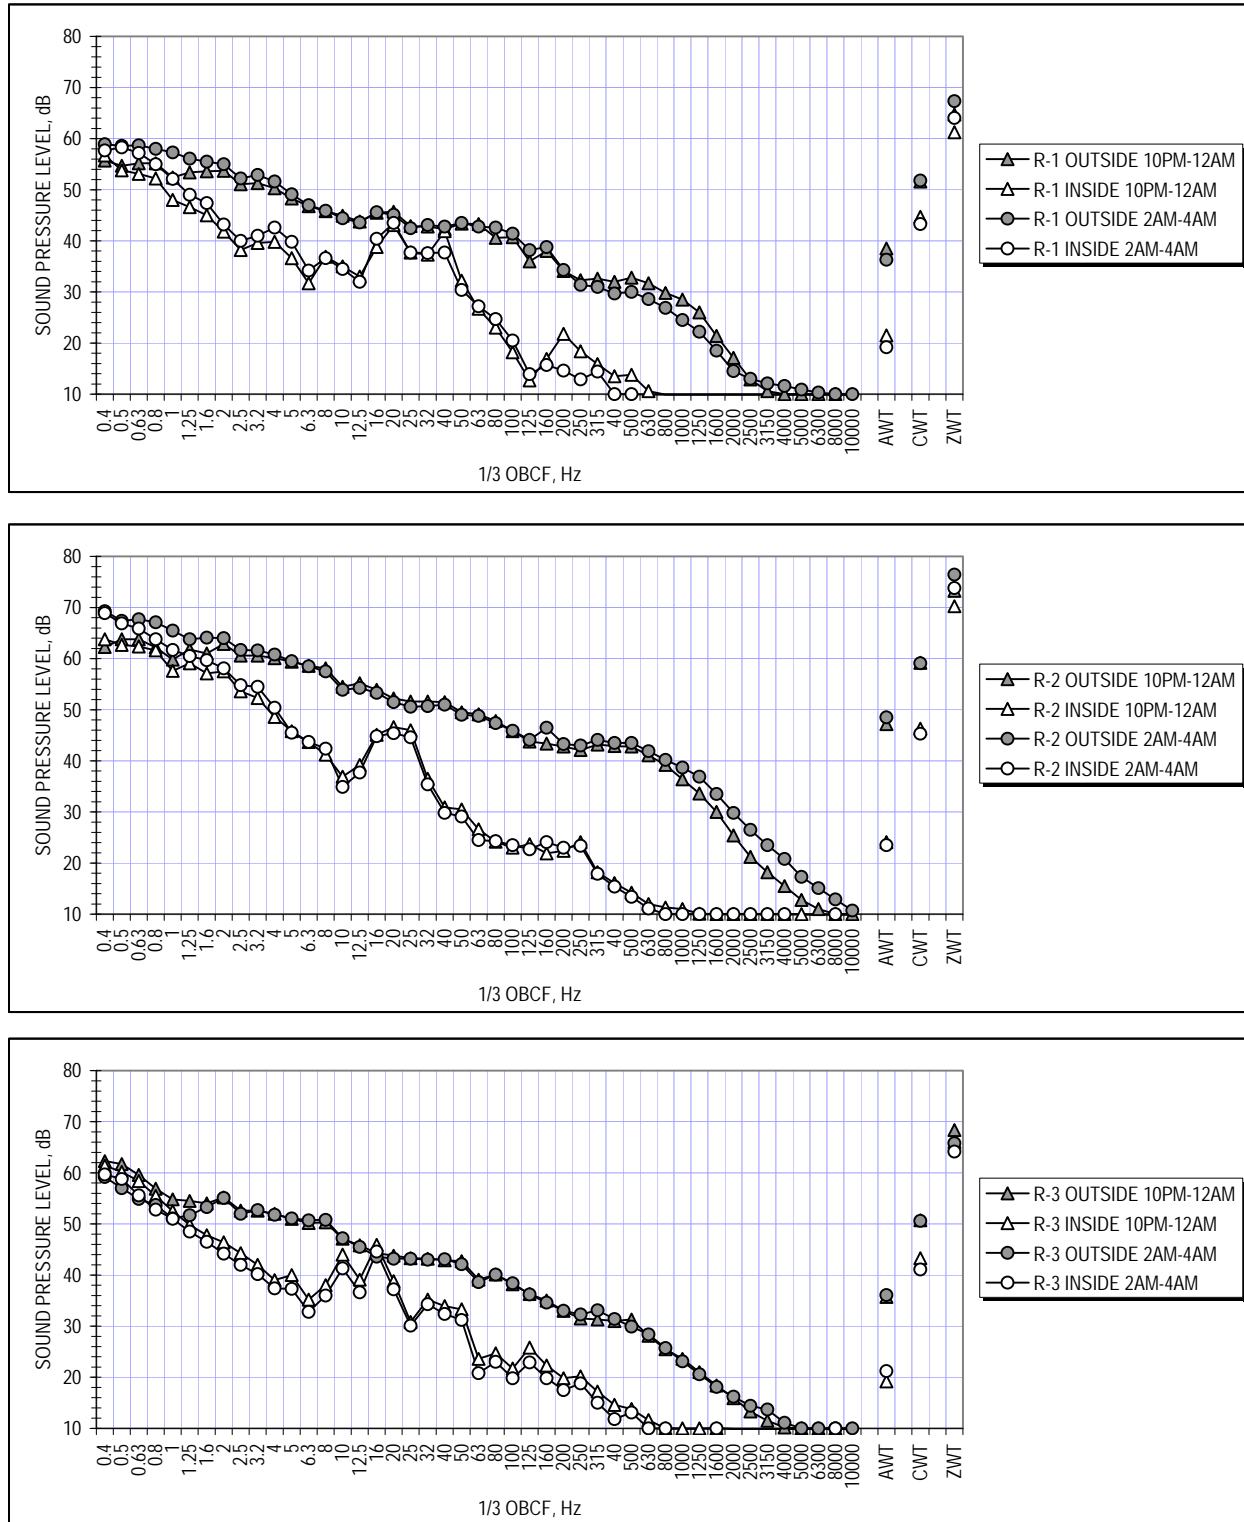 80
70
60
50
40
30
20
10
SOUND PRESSURE LEVEL, dB
0.4 0.5 0.63 0.8 1 1.25 1.6 2 2.5 3.2 4 5 6.3 8 10 12.5 16 20 25 32 40 50 63 80 100 125 160 200 250 315 40 500 630 800 1000 1250 1600 2000 2500 3150 4000 5000 6300 8000 10000 AWT CWT ZWT
1/3 OBCF, Hz
R-1 OUTSIDE 10PM-12AM
R-1 INSIDE 10PM-12AM
R-1 OUTSIDE 2AM-4AM
R-1 INSIDE 2AM-4AM
80
70
60
50
40
30
20
10
SOUND PRESSURE LEVEL, dB
0.4 0.5 0.63 0.8 1 1.25 1.6 2 2.5 3.2 4 5 6.3 8 10 12.5 16 20 25 32 40 50 63 80 100 125 160 200 250 315 40 500 630 800 1000 1250 1600 2000 2500 3150 4000 5000 6300 8000 10000 AWT CWT ZWT
1/3 OBCF, Hz
R-2 OUTSIDE 10PM-12AM
R-2 INSIDE 10PM-12AM
R-2 OUTSIDE 2AM-4AM
R-2 INSIDE 2AM-4AM
80
70
60
50
40
30
20
10
SOUND PRESSURE LEVEL, dB
0.4 0.5 0.63 0.8 1 1.25 1.6 2 2.5 3.2 4 5 6.3 8 10 12.5 16 20 25 32 40 50 63 80 100 125 160 200 250 315 40 500 630 800 1000 1250 1600 2000 2500 3150 4000 5000 6300 8000 10000 AWT CWT ZWT
1/3 OBCF, Hz
R-3 OUTSIDE 10PM-12AM
R-3 INSIDE 10PM-12AM
R-3 OUTSIDE 2AM-4AM
R-3 INSIDE 2AM-4AM